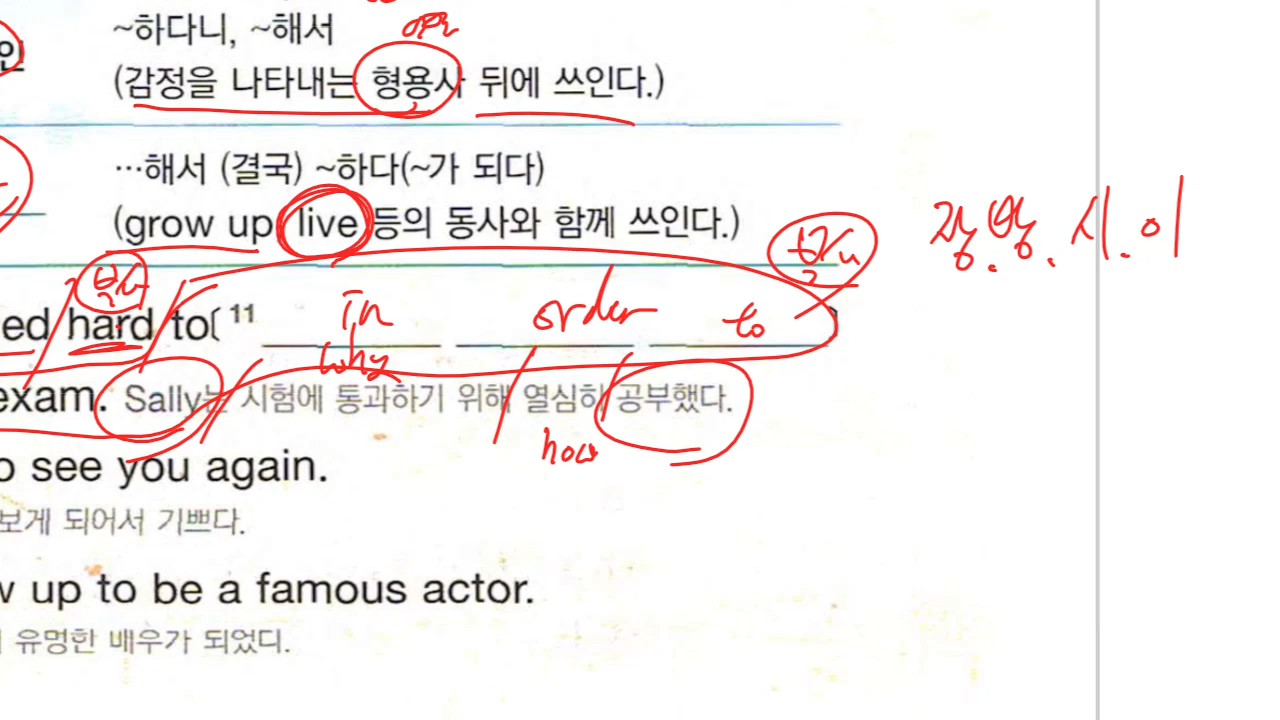 ~하다니, ~해서
인
(감정을 나타내는 형용사 뒤에 쓰인다.)
…해서 (결국) ~하다(~가 되다)
(grow up live 등의 동사와 함께 쓰인다.)
장. 방. 시. 이
부사
부사
ed hard to( 11 in order to
why
exam. Sally는 시험에 통과하기 위해 열심히 공부했다.
how
o see you again.
보게 되어서 기쁘다.
w up to be a famous actor.
유명한 배우가 되었다.